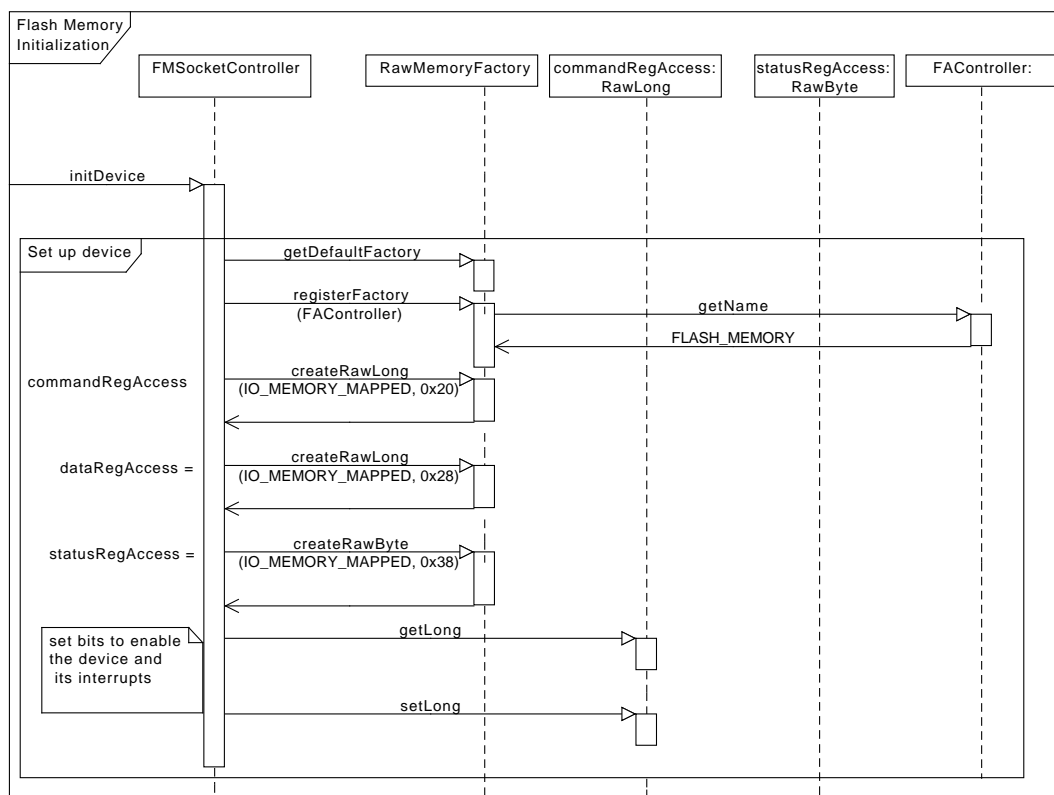 Flash Memory
Initialization
FMSocketController
RawMemoryFactory
commandRegAccess:
RawLong
statusRegAccess:
RawByte
FAController:
initDevice
Set up device
getDefaultFactory
registerFactory
(FAController)
getName
FLASH_MEMORY
commandRegAccess
createRawLong
(IO_MEMORY_MAPPED, 0x20)
dataRegAccess =
createRawLong
(IO_MEMORY_MAPPED, 0x28)
statusRegAccess =
createRawByte
(IO_MEMORY_MAPPED, 0x38)
set bits to enable
the device and
its interrupts
getLong
setLong